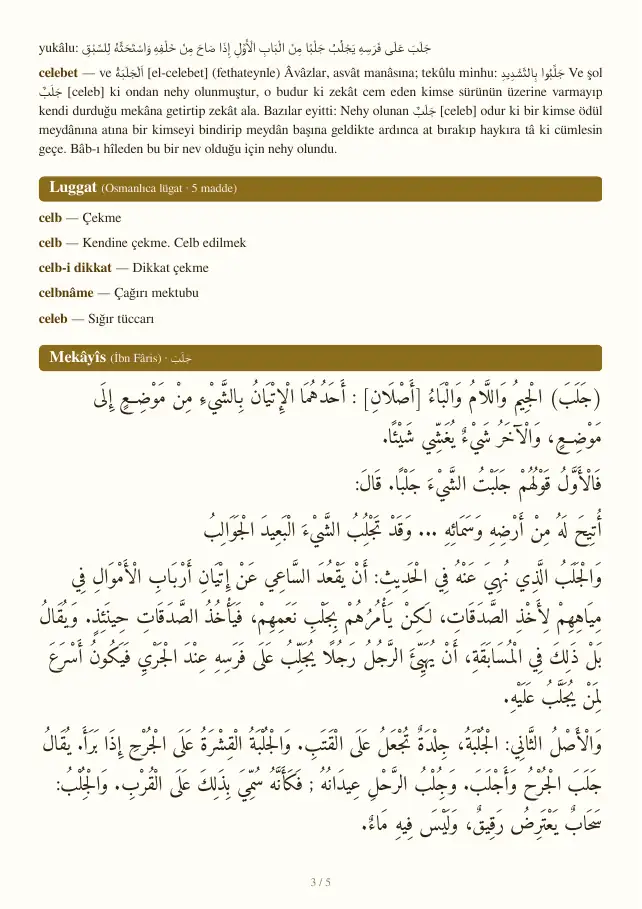 yukâlu: جَلَبَ عَلَى فَرَسِهِ يَجْلُبُ جَلْبًا مِنَ الْبَابِ الْأَوَّلِ إِذَا صَاحَ مِنْ خَلْفِهِ وَاسْتَحَثَّهُ لِلسَّبْقِ
celebet — ve اَلْجَلَبَةُ [el-celebet] (fethateynle) Âvâzlar, asvât manâsına; tekûlu minhu: جَلَّبُوا بِالتَّشْدِيدِ Ve şol
جَلَبٌ [celeb] ki ondan nehy olunmuştur, o budur ki zekât cem eden kimse sürünün üzerine varmayıp
kendi durduğu mekâna getirtip zekât ala. Bazılar eyitti: Nehy olunan جَلَبٌ [celeb] odur ki bir kimse ödül
meydânına atına bir kimseyi bindirip meydân başına geldikte ardınca at bırakıp haykıra tâ ki cümlesin
geçe. Bâb-ı hîleden bu bir nev olduğu için nehy olundu.
Luggat (Osmanlıca lügat · 5 madde)
celb — Çekme
celb — Kendine çekme. Celb edilmek
celb-i dikkat — Dikkat çekme
celbnâme — Çağırı mektubu
celeb — Sığır tüccarı
Mekâyîs (İbn Fâris) · جَلَبَ
(جَلَبَ) الْجِيمُ وَاللَّامُ وَالْبَاءُ [أَصْلَانِ] : أَحَدُهُمَا الْإِتْيَانُ بِالشَّيْءِ مِنْ مَوْضِعٍ إِلَى
مَوْضِعٍ، وَالْآخَرُ شَيْءٌ يُغَشِّي شَيْئًا.
فَالْأَوَّلُ قَوْلُهُمْ جَلَبْتُ الشَّيْءَ جَلْبًا. قَالَ:
أُتِيحَ لَهُ مِنْ أَرْضِهِ وَسَمَائِهِ ... وَقَدْ تَجْلُبُ الشَّيْءَ الْبَعِيدَ الْجَوَالِبُ
وَالْجَلَبُ الَّذِي نُهِيَ عَنْهُ فِي الْحَدِيثِ: أَنْ يَقْعُدَ السَّاعِي عَنْ إِتْيَانِ أَرْبَابِ الْأَمْوَالِ فِي
مِيَاهِهِمْ لِأَخْذِ الصَّدَقَاتِ، لَكِنْ يَأْمُرُهُمْ بِجَلْبِ نَعَمِهِمْ، فَيَأْخُذُ الصَّدَقَاتِ حِينَئِذٍ. وَيُقَالُ
بَلْ ذَلِكَ فِي الْمُسَابَقَةِ، أَنْ يُهَيِّئَ الرَّجُلُ رَجُلًا يُجَلِّبُ عَلَى فَرَسِهِ عِنْدَ الْجَرْيِ فَيَكُونُ أَسْرَعَ
لِمَنْ يُجَلَّبُ عَلَيْهِ.
وَالْأَصْلُ الثَّانِي: الْجُلْبَةُ، جِلْدَةٌ تُجْعَلُ عَلَى الْقَتَبِ. وَالْجُلْبَةُ الْقِشْرَةُ عَلَى الْجُرْحِ إِذَا بَرَأَ. يُقَالُ
جَلَبَ الْجُرْحُ وَأَجْلَبَ. وَجِلْبُ الرَّحْلِ عِيدَانُهُ ; فَكَأَنَّهُ سُمِّيَ بِذَلِكَ عَلَى الْقُرْبِ. وَالْجُلْبُ:
سَحَابٌ يَعْتَرِضُ رَقِيقٌ، وَلَيْسَ فِيهِ مَاءٌ.
3 / 5